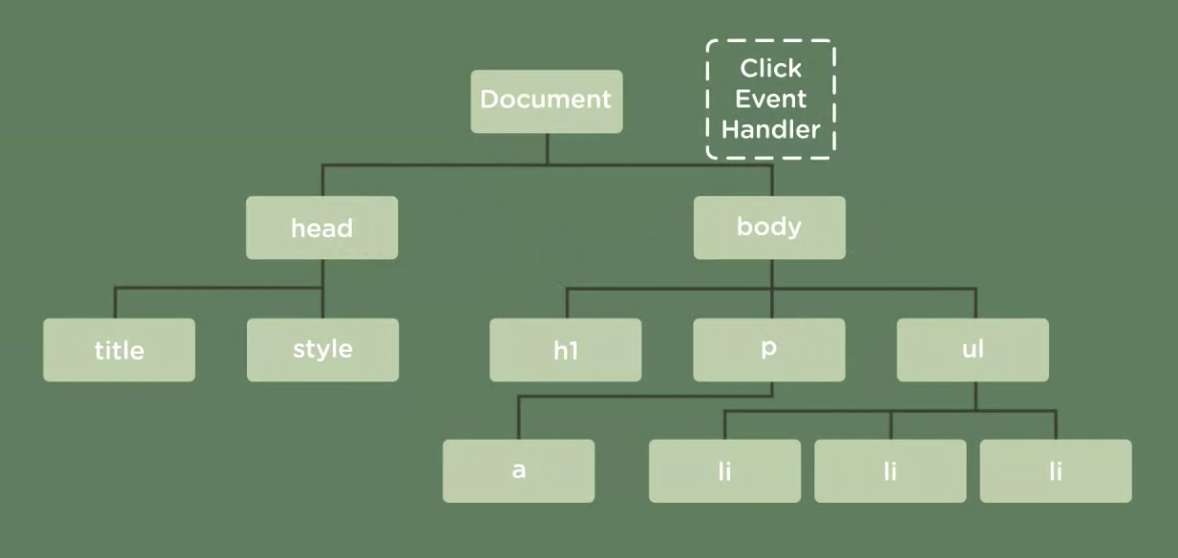 Click
Document
Event
Handler
head
body
title
style
h1
p
ul
a
li
li
li